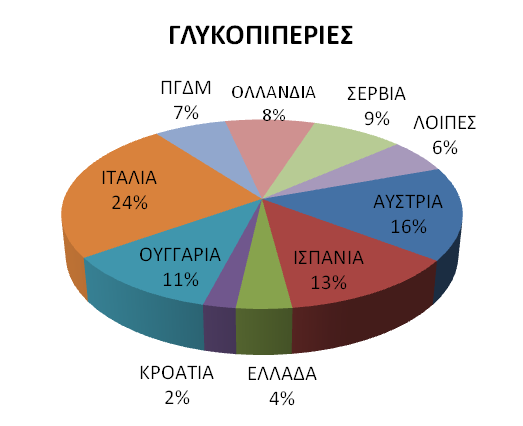 ΓΛΥΚΟΠΙΠΕΡΙΕΣ
ΠΓΔΜ
7%
ΟΛΛΑΝΔΙΑ
8%
ΣΕΡΒΙΑ
9%
ΛΟΙΠΕΣ
6%
ΙΤΑΛΙΑ
24%
ΑΥΣΤΡΙΑ
16%
ΟΥΓΓΑΡΙΑ
11%
ΙΣΠΑΝΙΑ
13%
ΚΡΟΑΤΙΑ
2%
ΕΛΛΑΔΑ
4%